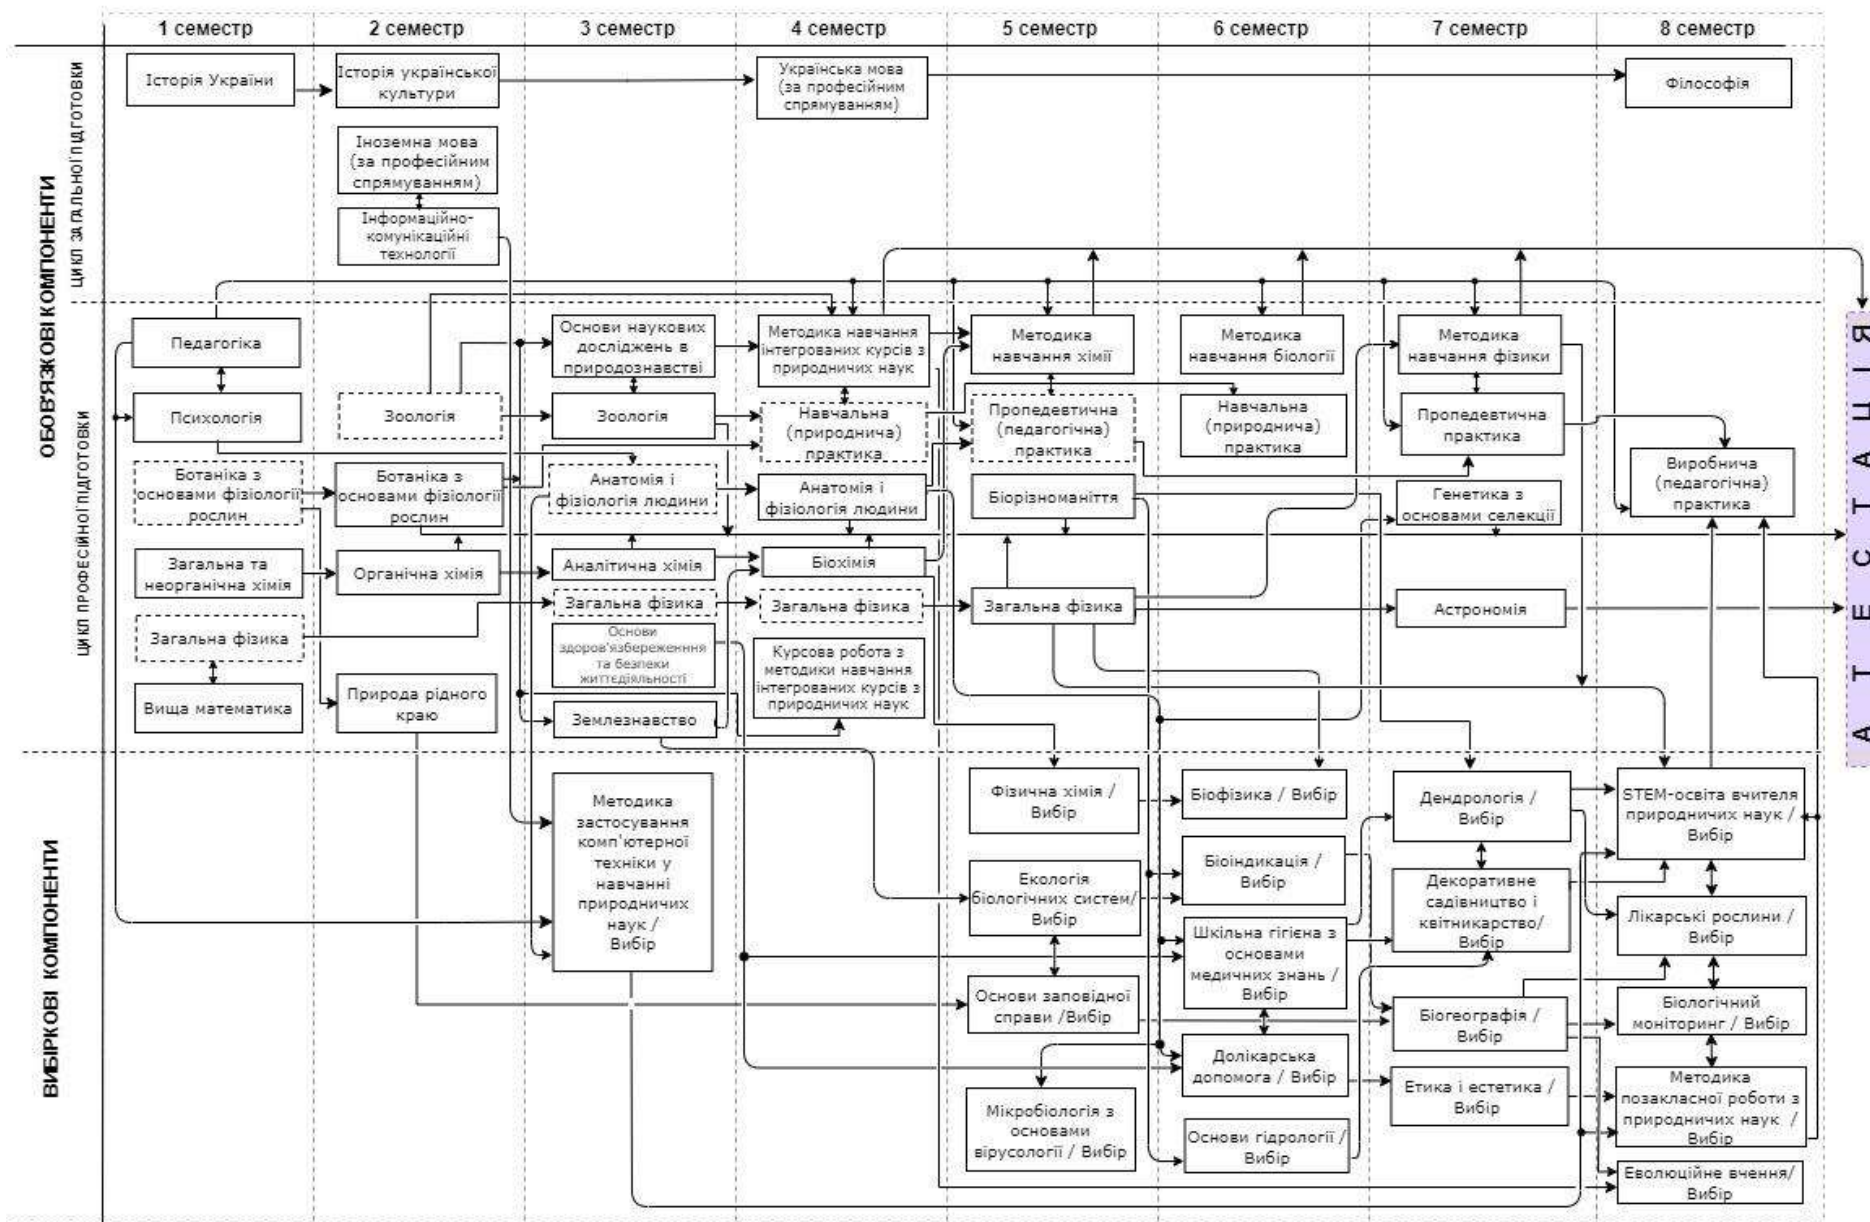 1 семестр
2 семестр
3 семестр
4 семестр
5 семестр
6 семестр
7 семестр
8 семестр
ОБОВ'ЯЗКОВІ КОМПОНЕНТИ
ЦИКЛ ЗАГАЛЬНОЇ ПІДГОТОВКИ
Історія України
Історія української
культури
Українська мова
(за професійним
спрямуванням)
Філософія
Іноземна мова
(за професійним
спрямуванням)
Інформаційно-
комунікаційні
технології
ЦИКЛ ПРОФЕСІЙНОЇ ПІДГОТОВКИ
Педагогіка
Основи наукових
досліджень в
природознавстві
Методика навчання
інтегрованих курсів з
природничих наук
Методика
навчання хімії
Методика
навчання біології
Методика
навчання фізики
Психологія
Зоологія
Зоологія
Навчальна
(природнича)
практика
Пропедевтична
(педагогічна)
практика
Навчальна
(природнича)
практика
Пропедевтична
практика
Виробнича
(педагогічна)
практика
Ботаніка з
основами фізіології
рослин
Ботаніка з
основами фізіології
рослин
Анатомія і
фізіологія людини
Анатомія і
фізіологія людини
Біорізноманіття
Генетика з
основами селекції
Загальна та
неорганічна хімія
Органічна хімія
Аналітична хімія
Біохімія
Загальна фізика
Загальна фізика
Загальна фізика
Загальна фізика
Астрономія
Основи
здоров'язбереженння
та безпеки
життєдіяльності
Курсова робота з
методики навчання
інтегрованих курсів з
природничих наук
Вища математика
Природа рідного
краю
Землезнавство
АТЕСТАЦІЯ
ВИБІРКОВІ КОМПОНЕНТИ
Методика
застосування
комп'ютерної
техніки у
навчанні
природничих
наук /
Вибір
Фізична хімія /
Вибір
Біофізика / Вибір
Дендрологія /
Вибір
STEM-освіта вчителя
природничих наук /
Вибір
Екологія
біологічних систем/
Вибір
Біоіндикація /
Вибір
Декоративне
садівництво і
квітникарство/
Вибір
Лікарські рослини /
Вибір
Шкільна гігієна з
основами
медичних знань /
Вибір
Основи заповідної
справи /Вибір
Біогеографія /
Вибір
Біологічний
моніторинг / Вибір
Долікарська
допомога / Вибір
Етика і естетика /
Вибір
Методика
позакласної роботи з
природничих наук /
Вибір
Мікробіологія з
основами
вірусології / Вибір
Основи гідрології /
Вибір
Еволюційне вчення/
Вибір